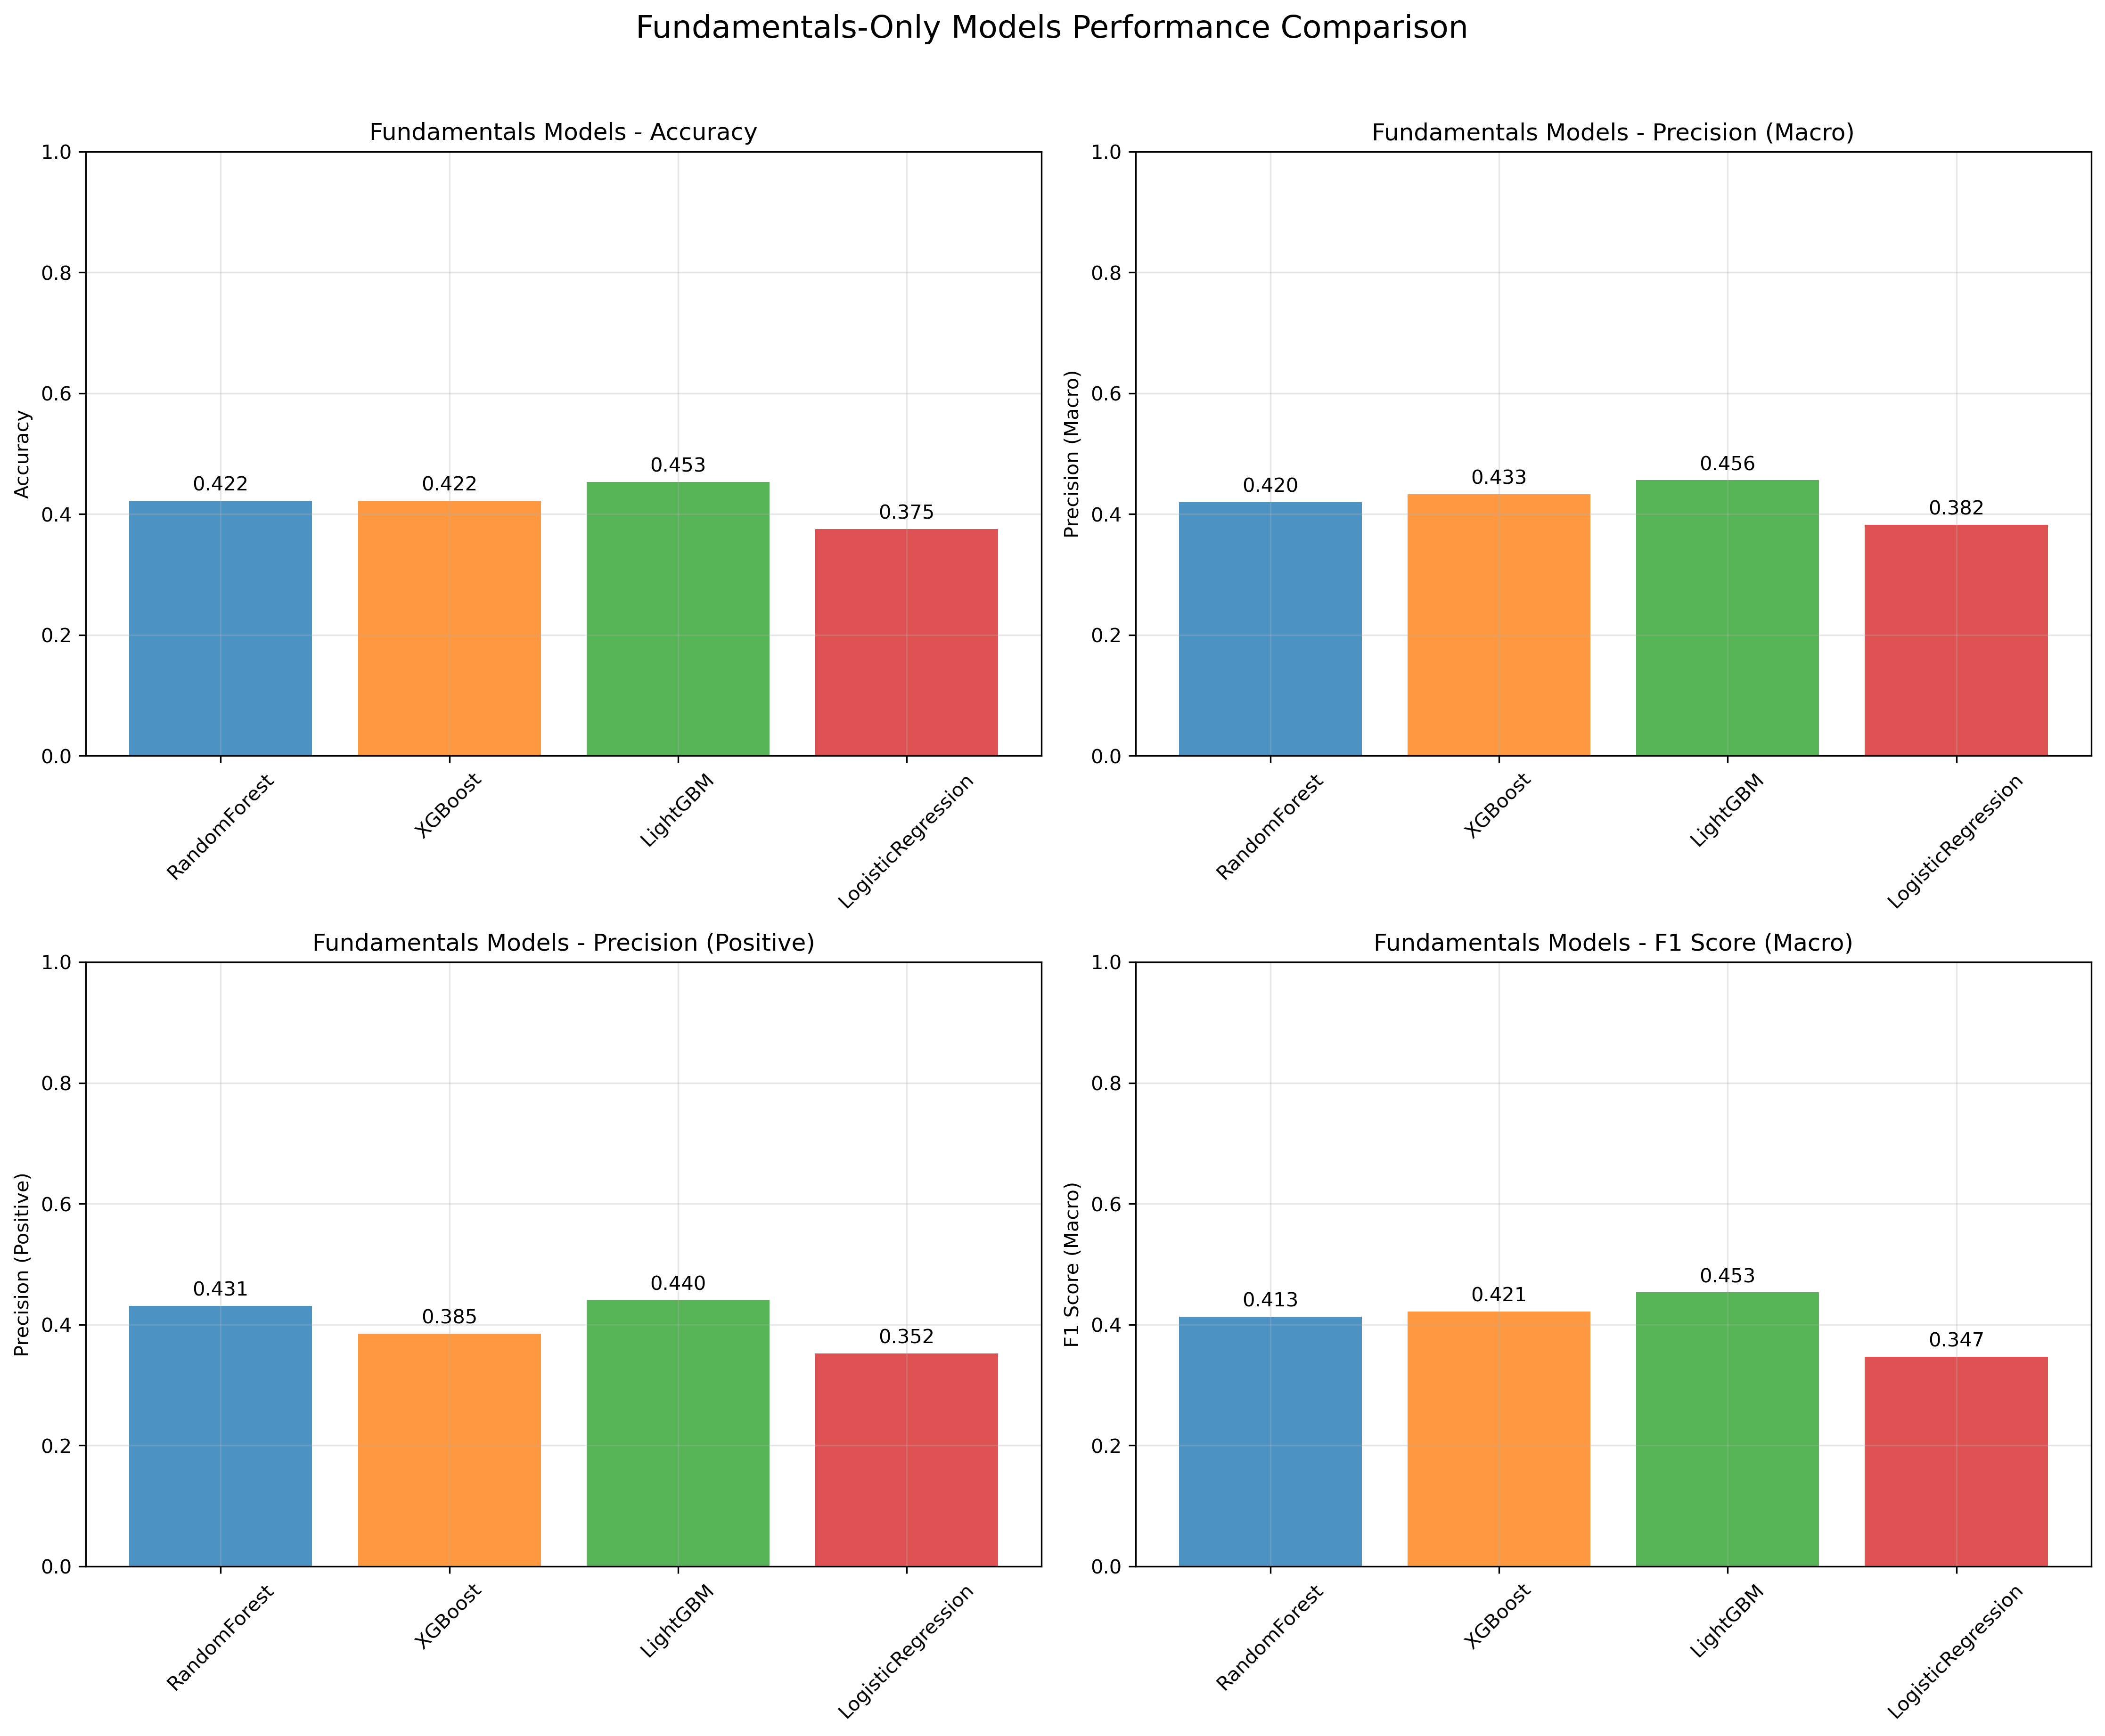 Fundamentals-Only Models Performance Comparison
Fundamentals Models - Accuracy
Accuracy
1.0
0.8
0.6
0.4
0.2
0.0
0.422
0.422
0.453
0.375
RandomForest
XGBoost
LightGBM
LogisticRegression
Fundamentals Models - Precision (Macro)
Precision (Macro)
1.0
0.8
0.6
0.4
0.2
0.0
0.420
0.433
0.456
0.382
RandomForest
XGBoost
LightGBM
LogisticRegression
Fundamentals Models - Precision (Positive)
Precision (Positive)
1.0
0.8
0.6
0.4
0.2
0.0
0.431
0.385
0.440
0.352
RandomForest
XGBoost
LightGBM
LogisticRegression
Fundamentals Models - F1 Score (Macro)
F1 Score (Macro)
1.0
0.8
0.6
0.4
0.2
0.0
0.413
0.421
0.453
0.347
RandomForest
XGBoost
LightGBM
LogisticRegression